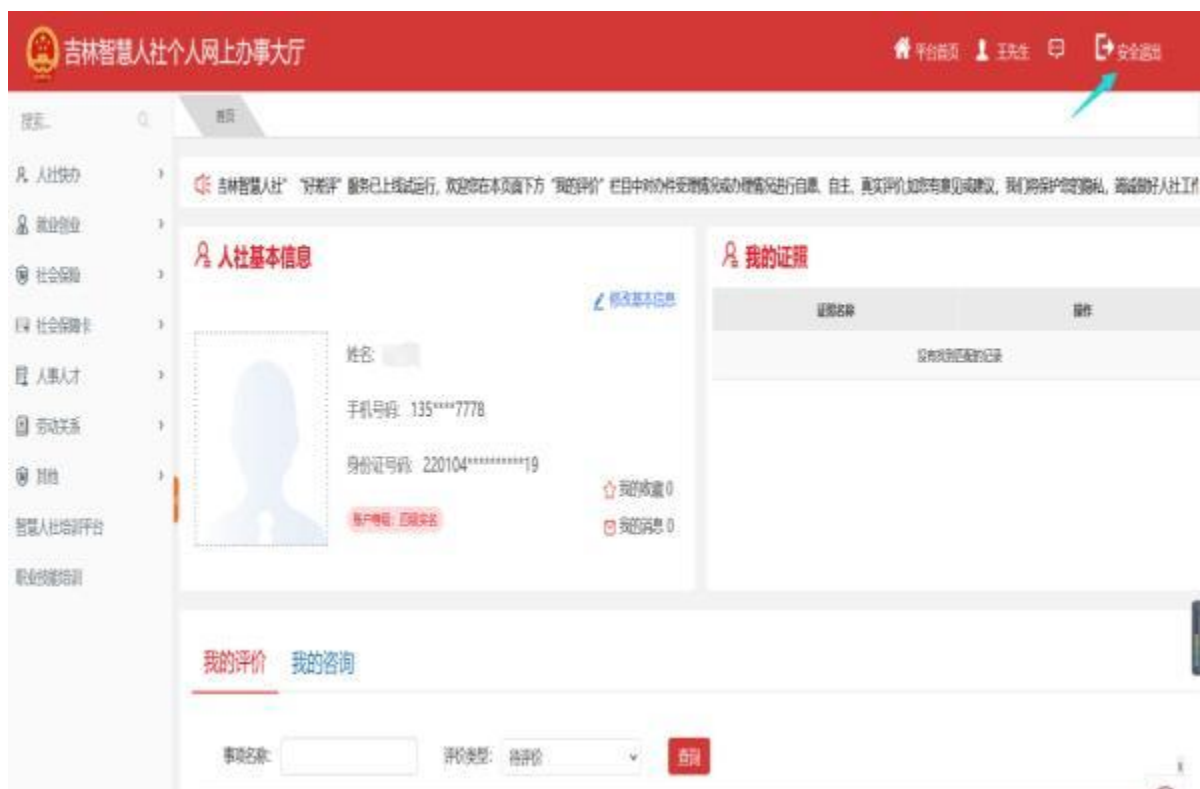 吉林智慧人社个人网上办事大厅
平台首页 王先生 安全退出
搜索...
首页
人社快办
就业创业
社会保险
社会保障卡
人事人才
劳动关系
其他
智慧人社培训平台
职业技能培训
吉林智慧人社” “好差评” 服务已上线试运行，欢迎您在本页面下方 “我的评价” 栏目中对办件受理情况或办理情况进行自愿、自主、真实评价,如您有意见或建议，我们将保护您的隐私，竭诚做好人社工作
人社基本信息
修改基本信息
姓名:
手机号码: 135****7778
身份证号码: 220104**********19
账户等级：四级实名
我的收藏 0
我的消息 0
我的证照
证照名称 操作
没有找到匹配的记录
我的评价 我的咨询
事项名称: 评价类型: 待评价 查询